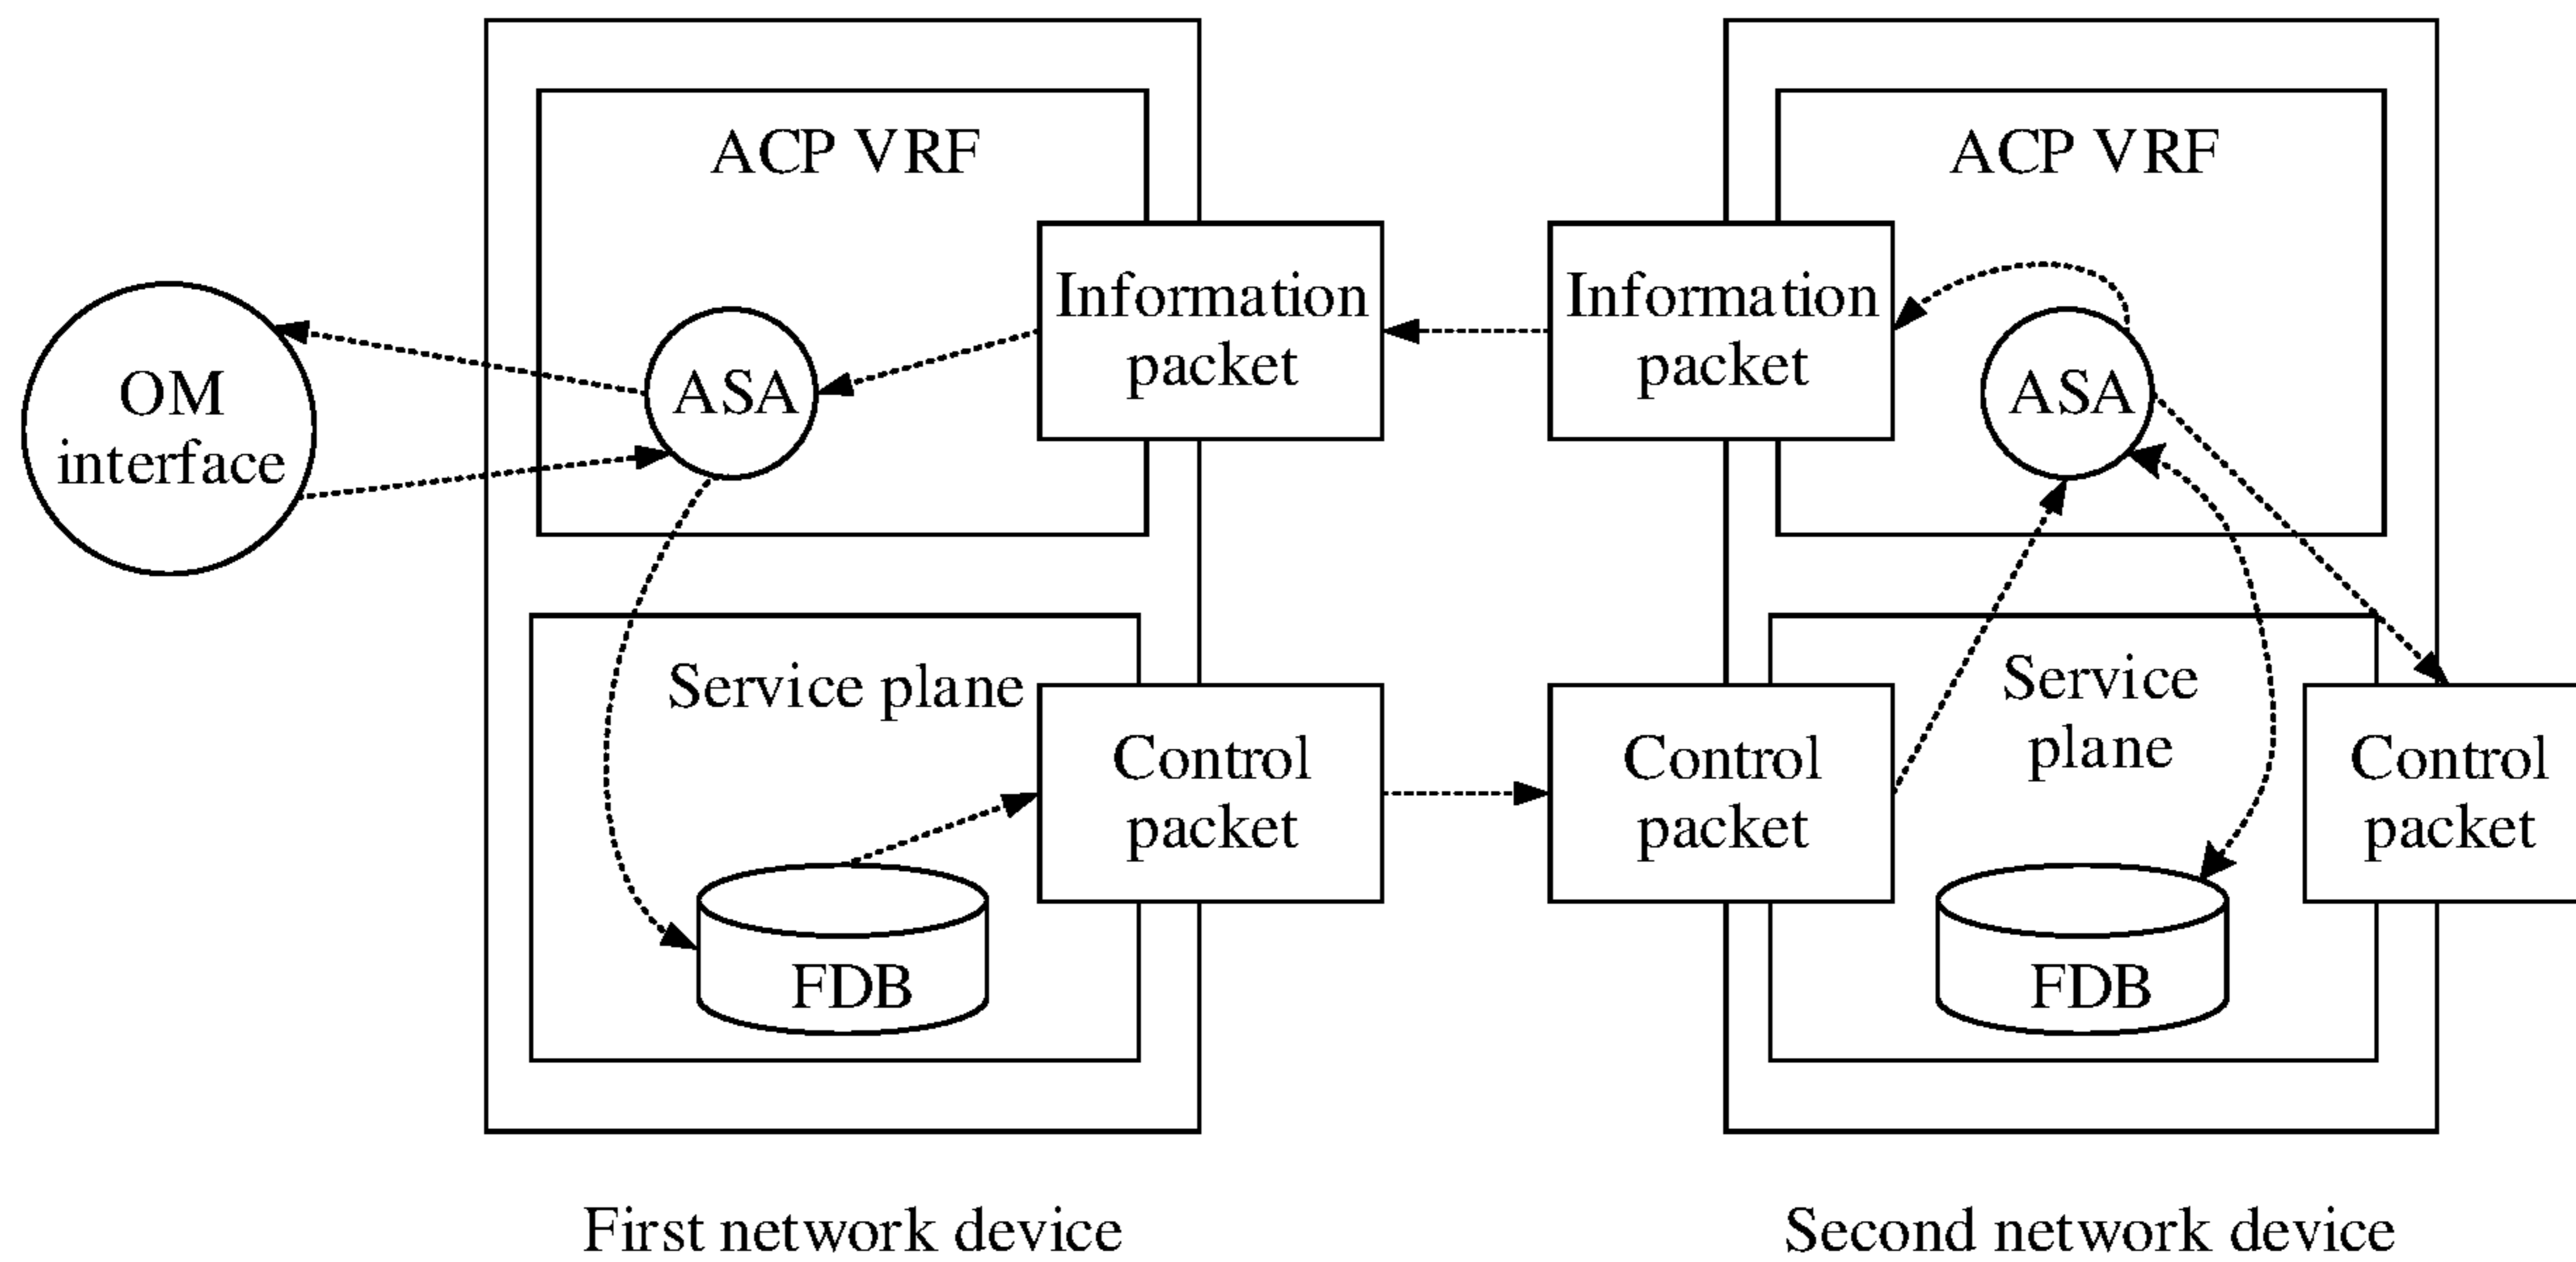 ACP VRF
ACP VRF
Information
packet
Information
packet
OM
interface
ASA
ASA
Service plane
Service
plane
Control
packet
Control
packet
Control
packet
FDB
FDB
First network device
Second network device